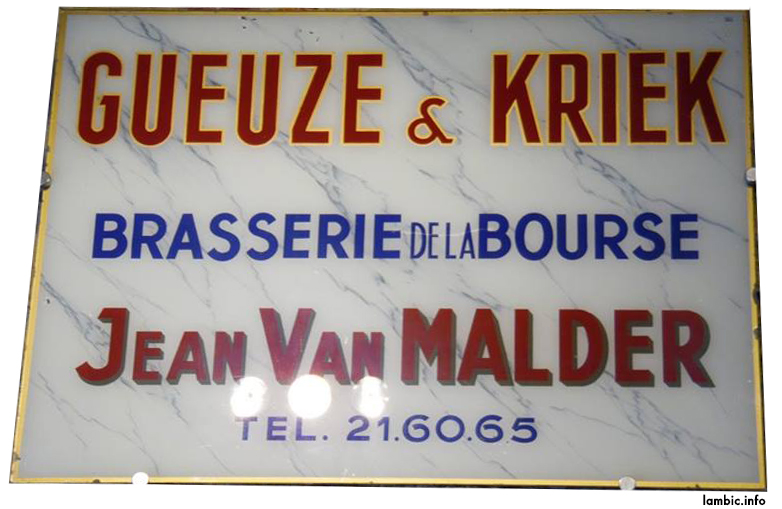 GUEUZE & KRIEK
BRASSERIE DE LA BOURSE
JEAN VAN MALDER
TEL. 21.60.65
lambic.info